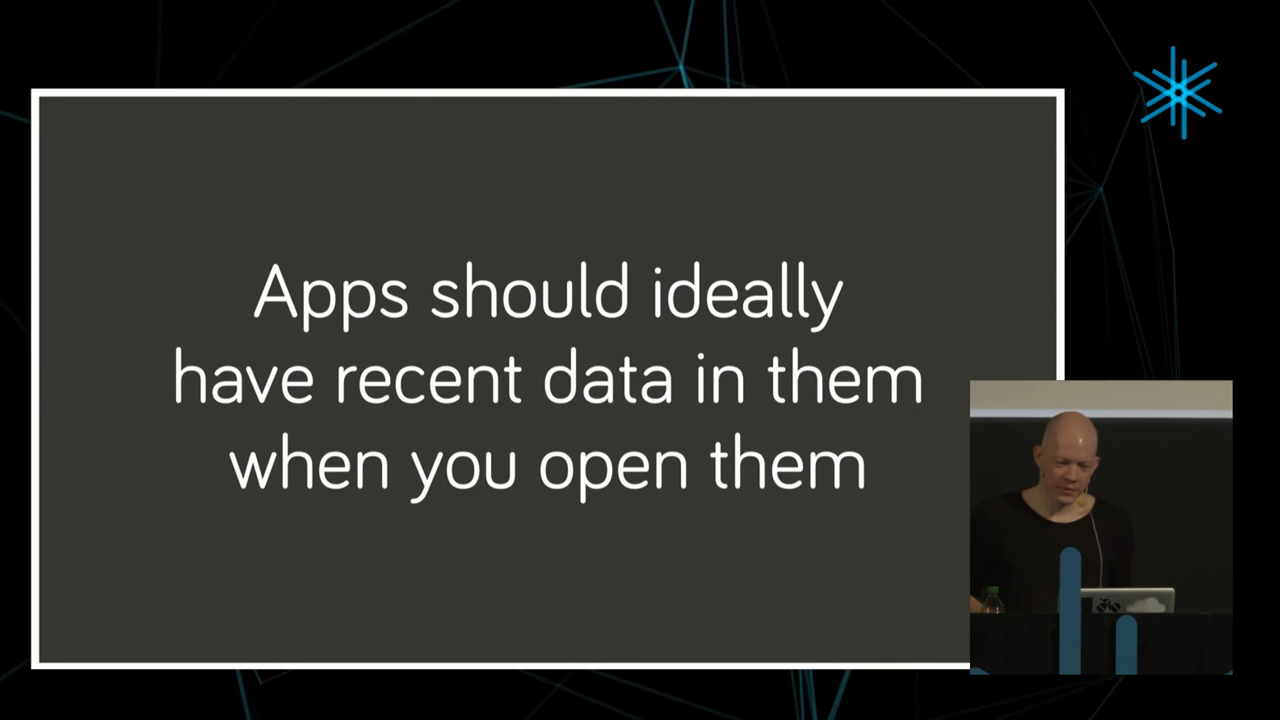 Apps should ideally
have recent data in them
when you open them